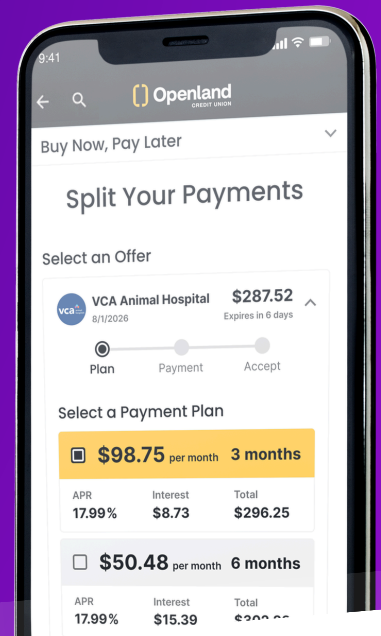 9:41
Openland
CREDIT UNION
Buy Now, Pay Later
Split Your Payments
Select an Offer
vca VCA Animal Hospital $287.52
8/1/2026 Expires in 6 days
Plan Payment Accept
Select a Payment Plan
$98.75 per month 3 months
APR Interest Total
17.99% $8.73 $296.25
$50.48 per month 6 months
APR Interest Total
17.99% $15.39